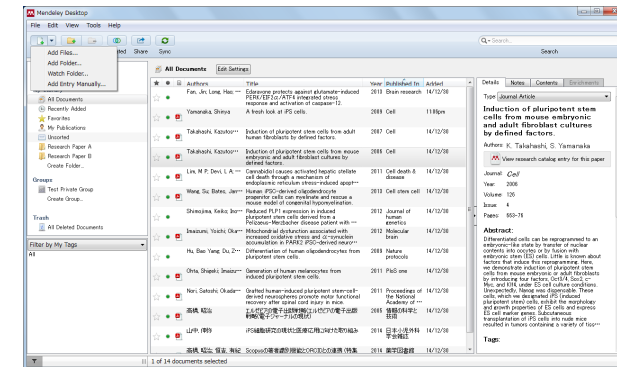 Mendeley Desktop
File Edit View Tools Help
Add Files...
Add Folder...
Watch Folder...
Add Entry Manually...
Share Sync
Search...
Search
All Documents
Recently Added
Favorites
My Publications
Unsorted
Research Paper A
Research Paper B
Create Folder...
Groups
Test Private Group
Create Group...
Trash
All Deleted Documents
Filter by My Tags
All
All Documents Edit Settings
Authors Title Year Published In Added
Fan, Jin; Long, Hao; ... Edaravone protects against glutamate-induced PERK/EIF2α/ATF4 integrated stress response and activation of caspase-12. 2013 Brain research 14/12/30
Yamanaka, Shinya A fresh look at iPS cells. 2009 Cell 11:08pm
Takahashi, Kazuto... Induction of pluripotent stem cells from adult human fibroblasts by defined factors. 2007 Cell 14/12/30
Takahashi, Kazuto... Induction of pluripotent stem cells from mouse embryonic and adult fibroblast cultures by defined factors. 2006 Cell 14/12/30
Lim, M P; Devi, L A; ... Cannabidiol causes activated hepatic stellate cell death through a mechanism of endoplasmic reticulum stress-induced apopt... 2011 Cell death & disease 14/12/30
Wang, Su; Bates, Jan... Human iPSC-derived oligodendrocyte progenitor cells can myelinate and rescue a mouse model of congenital hypomyelination. 2013 Cell stem cell 14/12/30
Shimojima, Keiko; Ino... Reduced PLP1 expression in induced pluripotent stem cells derived from a Pelizaeus-Merzbacher disease patient with ... 2012 Journal of human genetics 14/12/30
Imaizumi, Yoichi; Oka... Mitochondrial dysfunction associated with increased oxidative stress and α-synuclein accumulation in PARK2 iPSC-derived neuro... 2012 Molecular brain 14/12/30
Hu, Bao Yang; Du, Z... Differentiation of human oligodendrocytes from pluripotent stem cells. 2009 Nature protocols 14/12/30
Ohta, Shigeki; Imaizu... Generation of human melanocytes from induced pluripotent stem cells. 2011 PloS one 14/12/30
Nori, Satoshi; Okada... Grafted human-induced pluripotent stem-cell-derived neurospheres promote motor functional recovery after spinal cord injury in mice. 2011 Proceedings of the National Academy of ... 14/12/30
高橋, 昭治 2005 情報の科学と技術 14/12/30
山中, 伸弥 iPS細胞研究の現状と医療応用に向けた取り組み 2014 日本小児外科学会雑誌 14/12/30
高橋, 昭治; 恒吉, 有紀 Scopusの著者識別機能とORCIDとの連携 (特集 2014 薬学図書館 14/12/30
1 of 14 documents selected
Details Notes Contents Enrichments
Type: Journal Article
Induction of pluripotent stem
cells from mouse embryonic
and adult fibroblast cultures
by defined factors.
Authors: K. Takahashi, S. Yamanaka
View research catalog entry for this paper
Journal: Cell
Year: 2006
Volume: 126
Issue: 4
Pages: 663-76
Abstract:
Differentiated cells can be reprogrammed to an
embryonic-like state by transfer of nuclear
contents into oocytes or by fusion with
embryonic stem (ES) cells. Little is known about
factors that induce this reprogramming. Here,
we demonstrate induction of pluripotent stem
cells from mouse embryonic or adult fibroblasts
by introducing four factors, Oct3/4, Sox2, c-
Myc, and Klf4, under ES cell culture conditions.
Unexpectedly, Nanog was dispensable. These
cells, which we designated iPS (induced
pluripotent stem) cells, exhibit the morphology
and growth properties of ES cells and express
ES cell marker genes. Subcutaneous
transplantation of iPS cells into nude mice
resulted in tumors containing a variety of tiss...
Tags: